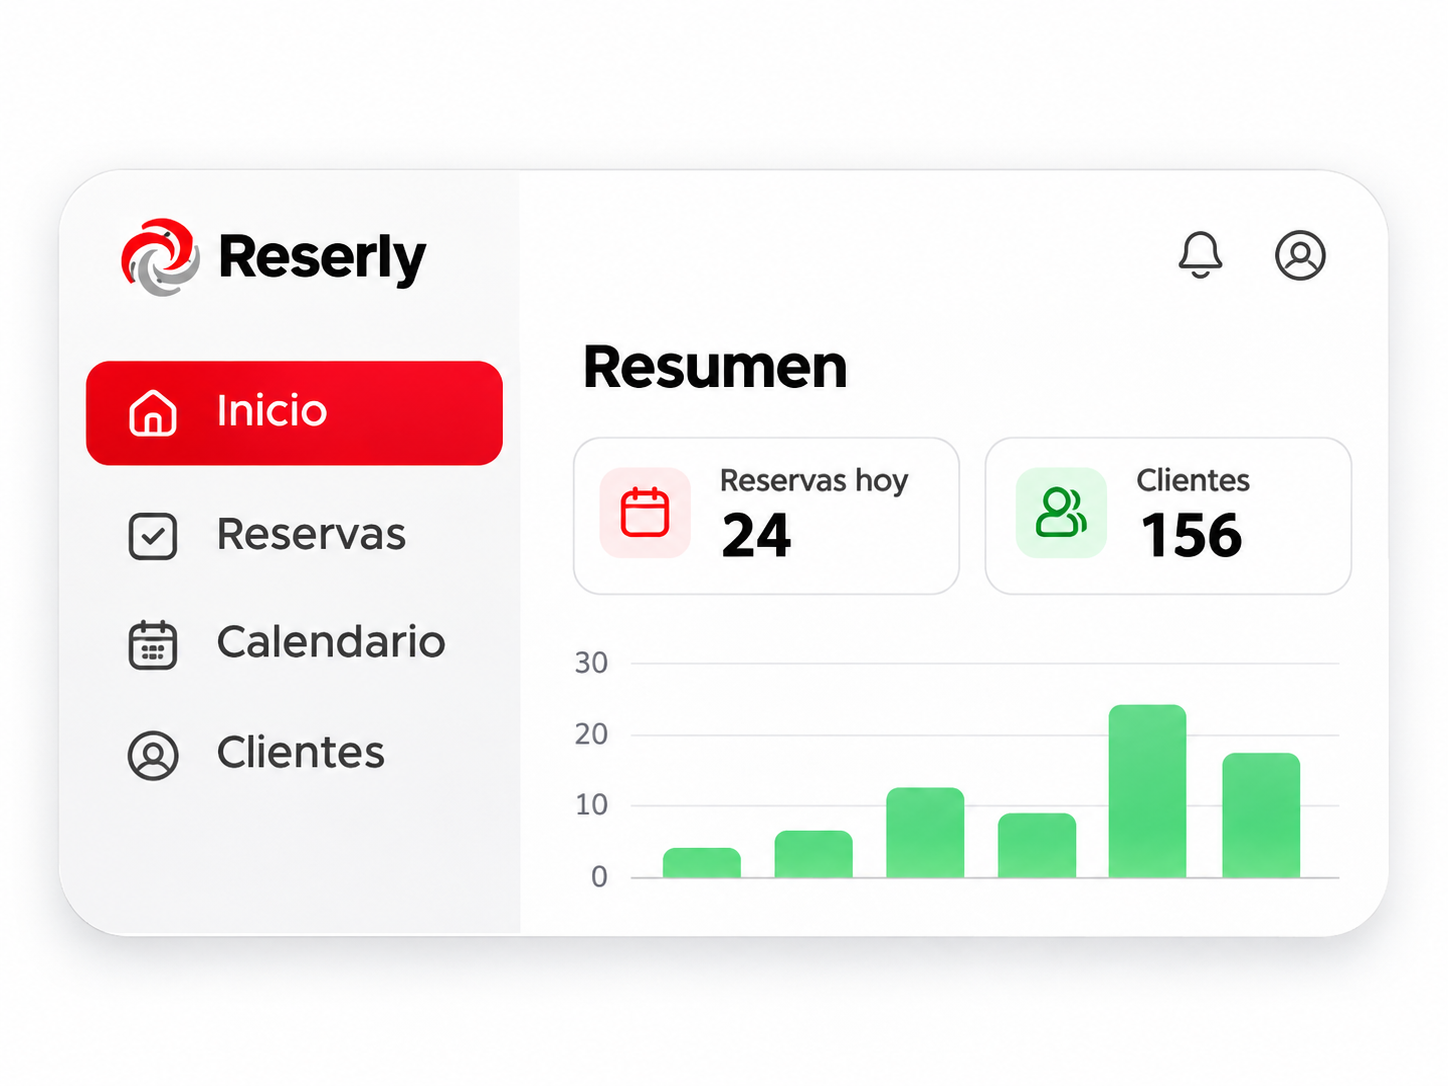 Reserly
Inicio
Reservas
Calendario
Clientes
Resumen
Reservas hoy
24
Clientes
156
30
20
10
0